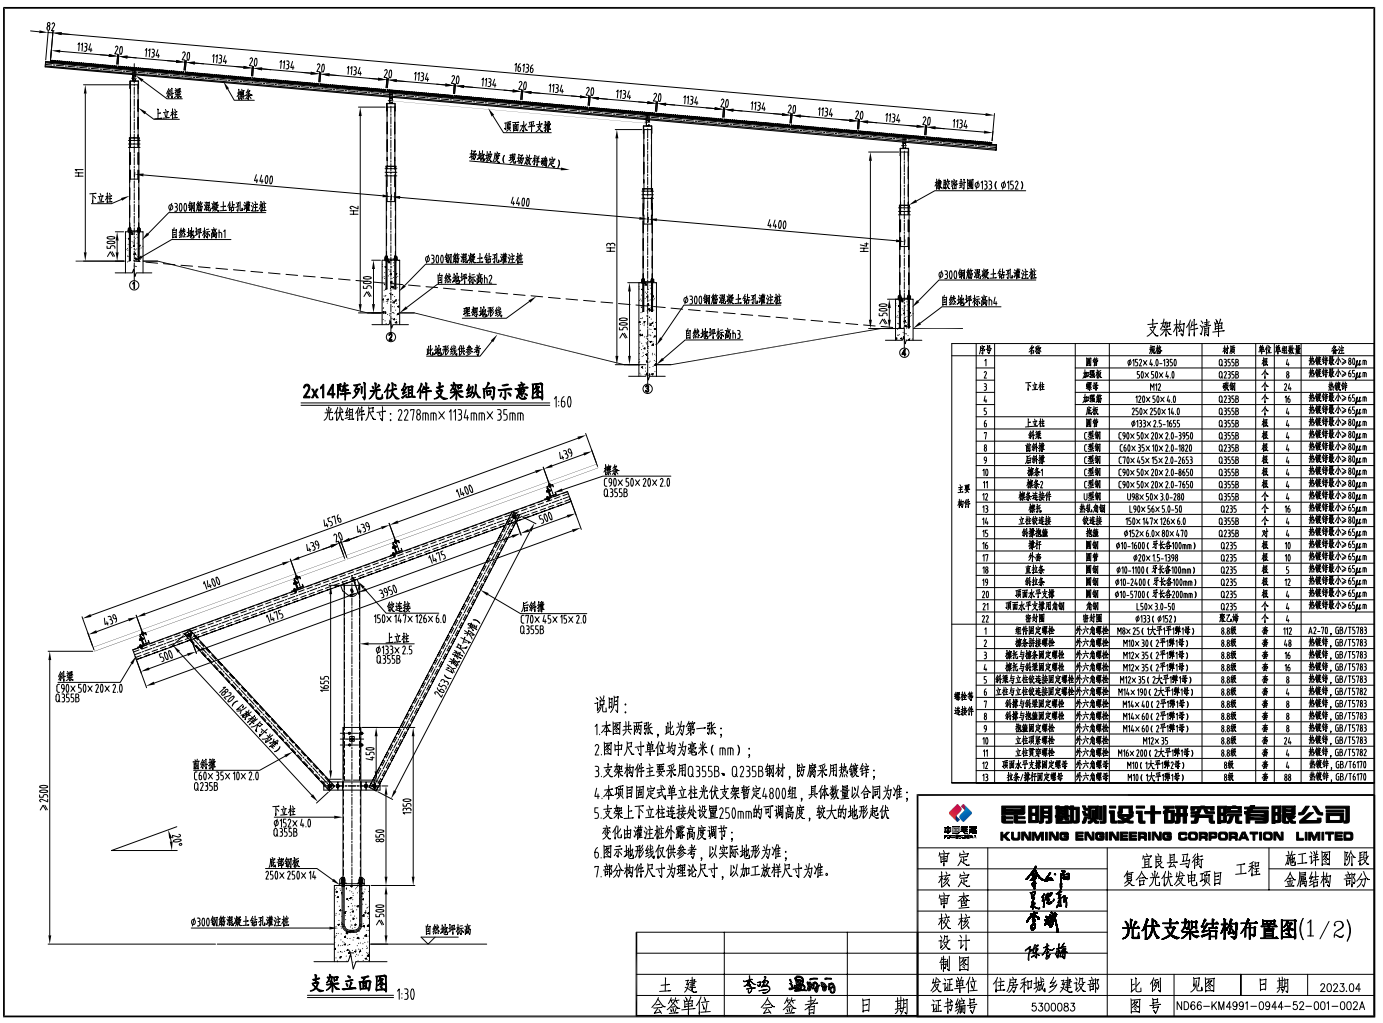 82
1134 20 1134 20 1134 20 1134 20 1134 20 1134 20 1134 20 1134 20 1134 20 1134 20 1134 20 1134 20 1134 20 1134
16136
斜梁
檩条
上立柱
顶面水平支撑
场地坡度(现场放样确定)
橡胶密封圈Φ133(Φ152)
H1
H2
H3
H4
4400
4400
4400
下立柱
Φ300钢筋混凝土钻孔灌注桩
自然地坪标高h1
≥500
①
Φ300钢筋混凝土钻孔灌注桩
自然地坪标高h2
≥500
②
理想地形线
此地形线供参考
Φ300钢筋混凝土钻孔灌注桩
自然地坪标高h3
≥500
③
Φ300钢筋混凝土钻孔灌注桩
自然地坪标高h4
≥500
④
2x14阵列光伏组件支架纵向示意图 1:60
光伏组件尺寸：2278mm×1134mm×35mm
439
1400
439
20
439
1400
439
4576
檩条
C90×50×20×2.0
Q355B
500
1475
3950
1475
500
斜梁
C90×50×20×2.0
Q355B
铰连接
150×147×126×6.0
上立柱
Φ133×2.5
Q355B
后斜撑
C70×45×15×2.0
Q355B
1820(以放样尺寸为准)
2653(以放样尺寸为准)
1655
450
1350
850
≥500
≥2500
前斜撑
C60×35×10×2.0
Q235B
下立柱
Φ152×4.0
Q355B
20°
底部钢板
250×250×14
Φ300钢筋混凝土钻孔灌注桩
自然地坪标高
支架立面图 1:30
说明：
1.本图共两张，此为第一张；
2.图中尺寸单位均为毫米(mm)；
3.支架构件主要采用Q355B、Q235B钢材，防腐采用热镀锌；
4.本项目固定式单立柱光伏支架暂定4800组，具体数量以合同为准；
5.支架上下立柱连接处设置250mm的可调高度，较大的地形起伏
变化由灌注桩外露高度调节；
6.图示地形线仅供参考，以实际地形为准；
7.部分构件尺寸为理论尺寸，以加工放样尺寸为准。
支架构件清单
序号 名称 规格 材质 单位 单组数量 备注
主要构件
下立柱
1 圆管 Φ152×4.0-1350 Q355B 根 4 热镀锌最小≥80μm
2 加强板 50×50×4.0 Q235B 个 8 热镀锌最小≥65μm
3 螺母 M12 碳钢 个 24 热镀锌
4 加强筋 120×50×4.0 Q235B 个 16 热镀锌最小≥65μm
5 底板 250×250×14.0 Q235B 个 4 热镀锌最小≥65μm
6 上立柱 圆管 Φ133×2.5-1655 Q355B 根 4 热镀锌最小≥80μm
7 斜梁 C型钢 C90×50×20×2.0-3950 Q355B 根 4 热镀锌最小≥80μm
8 前斜撑 C型钢 C60×35×10×2.0-1820 Q235B 根 4 热镀锌最小≥80μm
9 后斜撑 C型钢 C70×45×15×2.0-2653 Q355B 根 4 热镀锌最小≥80μm
10 檩条1 C型钢 C90×50×20×2.0-8650 Q355B 根 4 热镀锌最小≥80μm
11 檩条2 C型钢 C90×50×20×2.0-7650 Q355B 根 4 热镀锌最小≥80μm
12 檩条连接件 U型钢 U98×50×3.0-280 Q355B 个 4 热镀锌最小≥80μm
13 檩托 热轧角钢 L90×56×5.0-50 Q235 个 16 热镀锌最小≥65μm
14 立柱铰连接 铰连接 150×147×126×6.0 Q355B 个 4 热镀锌最小≥80μm
15 斜撑抱箍 抱箍 Φ152×6.0×80×470 Q235B 对 4 热镀锌最小≥65μm
16 撑杆 圆钢 Φ10-1600(牙长各100mm) Q235 根 10 热镀锌最小≥65μm
17 外套 圆管 Φ20×1.5-1398 Q235 根 10 热镀锌最小≥65μm
18 直拉条 圆钢 Φ10-1100(牙长各100mm) Q235 根 5 热镀锌最小≥65μm
19 斜拉条 圆钢 Φ10-2400(牙长各100mm) Q235 根 12 热镀锌最小≥65μm
20 顶面水平支撑 圆钢 Φ10-5700(牙长各200mm) Q235 根 4 热镀锌最小≥65μm
21 顶面水平支撑用角钢 角钢 L50×3.0-50 Q235 个 4 热镀锌最小≥65μm
22 密封圈 密封圈 Φ133(Φ152) 聚乙烯 个 4
螺栓等连接件
1 组件固定螺栓 外六角螺栓 M8×25(1大平1平1弹1母) 8.8级 套 112 A2-70, GB/T5783
2 檩条拼接螺栓 外六角螺栓 M10×30(2平1弹1母) 8.8级 套 48 热镀锌, GB/T5783
3 檩托与檩条固定螺栓 外六角螺栓 M12×35(2平1弹1母) 8.8级 套 16 热镀锌, GB/T5783
4 檩托与斜梁固定螺栓 外六角螺栓 M12×35(2平1弹1母) 8.8级 套 16 热镀锌, GB/T5783
5 斜梁与立柱铰连接固定螺栓 外六角螺栓 M12×35(2大平1弹1母) 8.8级 套 8 热镀锌, GB/T5783
6 立柱与立柱铰连接固定螺栓 外六角螺栓 M14×190(2大平1弹1母) 8.8级 套 4 热镀锌, GB/T5782
7 斜撑与斜梁固定螺栓 外六角螺栓 M14×40(2平1弹1母) 8.8级 套 8 热镀锌, GB/T5783
8 斜撑与抱箍固定螺栓 外六角螺栓 M14×60(2平1弹1母) 8.8级 套 8 热镀锌, GB/T5783
9 抱箍固定螺栓 外六角螺栓 M14×60(2平1弹1母) 8.8级 套 8 热镀锌, GB/T5783
10 立柱顶紧螺栓 外六角螺栓 M12×35 8.8级 套 24 热镀锌, GB/T5783
11 立柱贯穿螺栓 外六角螺栓 M16×200(2大平1弹1母) 8.8级 套 4 热镀锌, GB/T5782
12 顶面水平支撑固定螺母 外六角螺母 M10(1大平1弹2母) 8级 套 8 热镀锌, GB/T6170
13 拉条/撑杆固定螺母 外六角螺母 M10(1大平1弹1母) 8级 套 88 热镀锌, GB/T6170
昆明勘测设计研究院有限公司
KUNMING ENGINEERING CORPORATION LIMITED
审定
核定
审查
校核
设计
制图
宜良县马街
复合光伏发电项目 工程
施工详图 阶段
金属结构 部分
光伏支架结构布置图(1/2)
发证单位 住房和城乡建设部 比例 见图 日期 2023.04
证书编号 5300083 图号 ND66-KM4991-0944-52-001-002A
土建
会签单位 会签者 日期